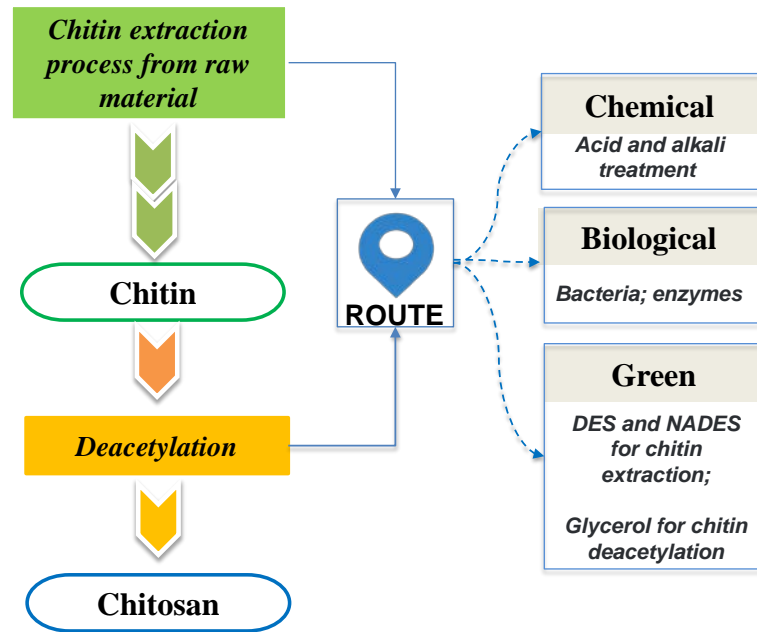 Chitin extraction
process from raw
material
Chitin
Deacetylation
Chitosan
ROUTE
Chemical
Acid and alkali
treatment
Biological
Bacteria; enzymes
Green
DES and NADES
for chitin
extraction;
Glycerol for chitin
deacetylation